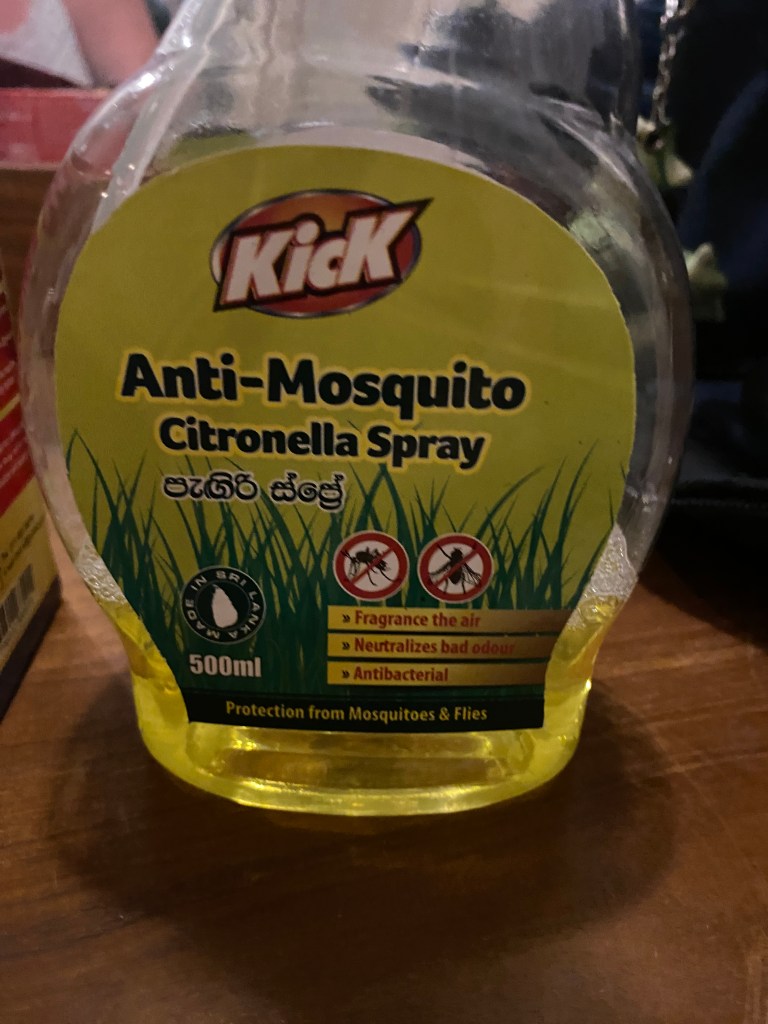 KicK
Anti-Mosquito
Citronella Spray
පැඟිරි ස්ප්‍රේ
MADE IN SRI LANKA
500ml
» Fragrance the air
» Neutralizes bad odour
» Antibacterial
Protection from Mosquitoes & Flies